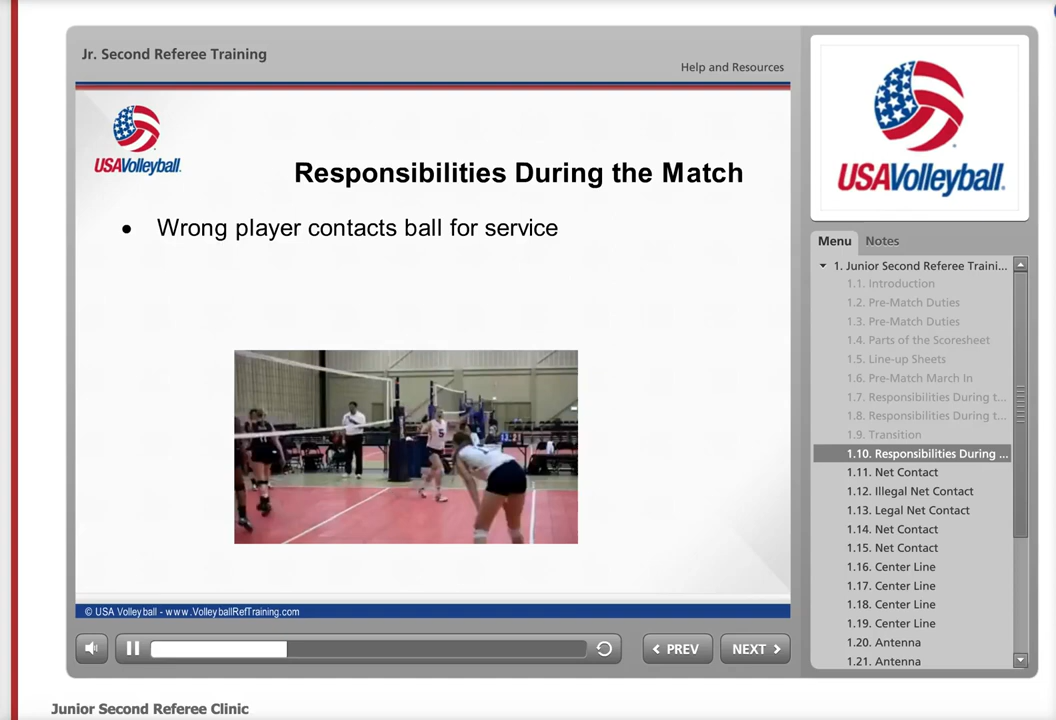 Jr. Second Referee Training
Help and Resources
USAVolleyball.
Responsibilities During the Match
• Wrong player contacts ball for service
5
© USA Volleyball - www.VolleyballRefTraining.com
PREV
NEXT
USAVolleyball.
Menu
Notes
1. Junior Second Referee Traini...
1.1. Introduction
1.2. Pre-Match Duties
1.3. Pre-Match Duties
1.4. Parts of the Scoresheet
1.5. Line-up Sheets
1.6. Pre-Match March In
1.7. Responsibilities During t...
1.8. Responsibilities During t...
1.9. Transition
1.10. Responsibilities During ...
1.11. Net Contact
1.12. Illegal Net Contact
1.13. Legal Net Contact
1.14. Net Contact
1.15. Net Contact
1.16. Center Line
1.17. Center Line
1.18. Center Line
1.19. Center Line
1.20. Antenna
1.21. Antenna
Junior Second Referee Clinic